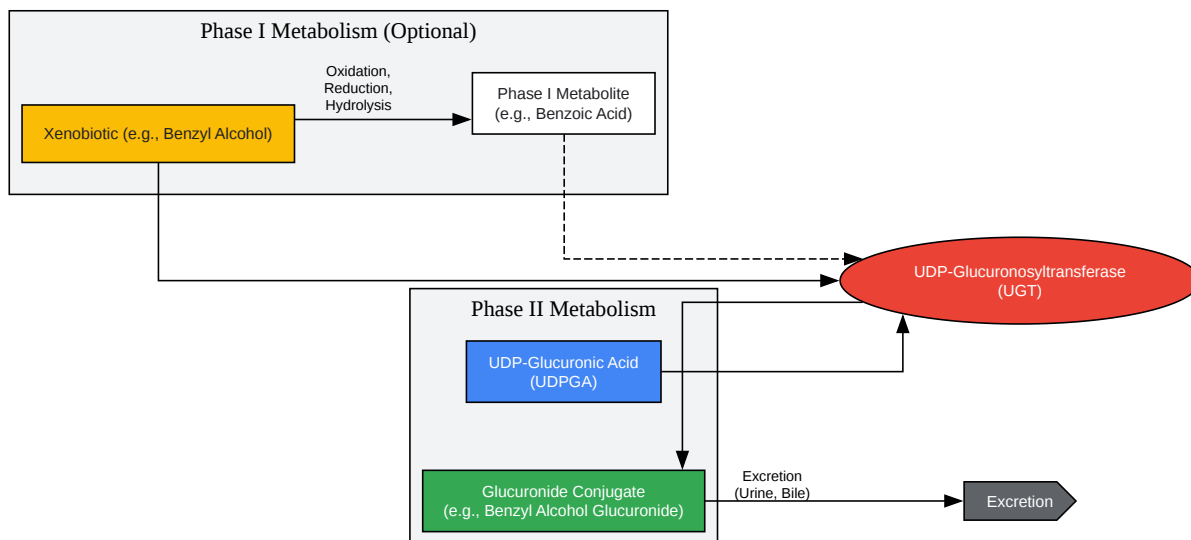 Phase I Metabolism (Optional)
Oxidation,
Reduction,
Hydrolysis
Xenobiotic (e.g., Benzyl Alcohol)
Phase I Metabolite
(e.g., Benzoic Acid)
UDP-Glucuronosyltransferase
(UGT)
Phase II Metabolism
UDP-Glucuronic Acid
(UDPGA)
Glucuronide Conjugate
(e.g., Benzyl Alcohol Glucuronide)
Excretion
(Urine, Bile)
Excretion